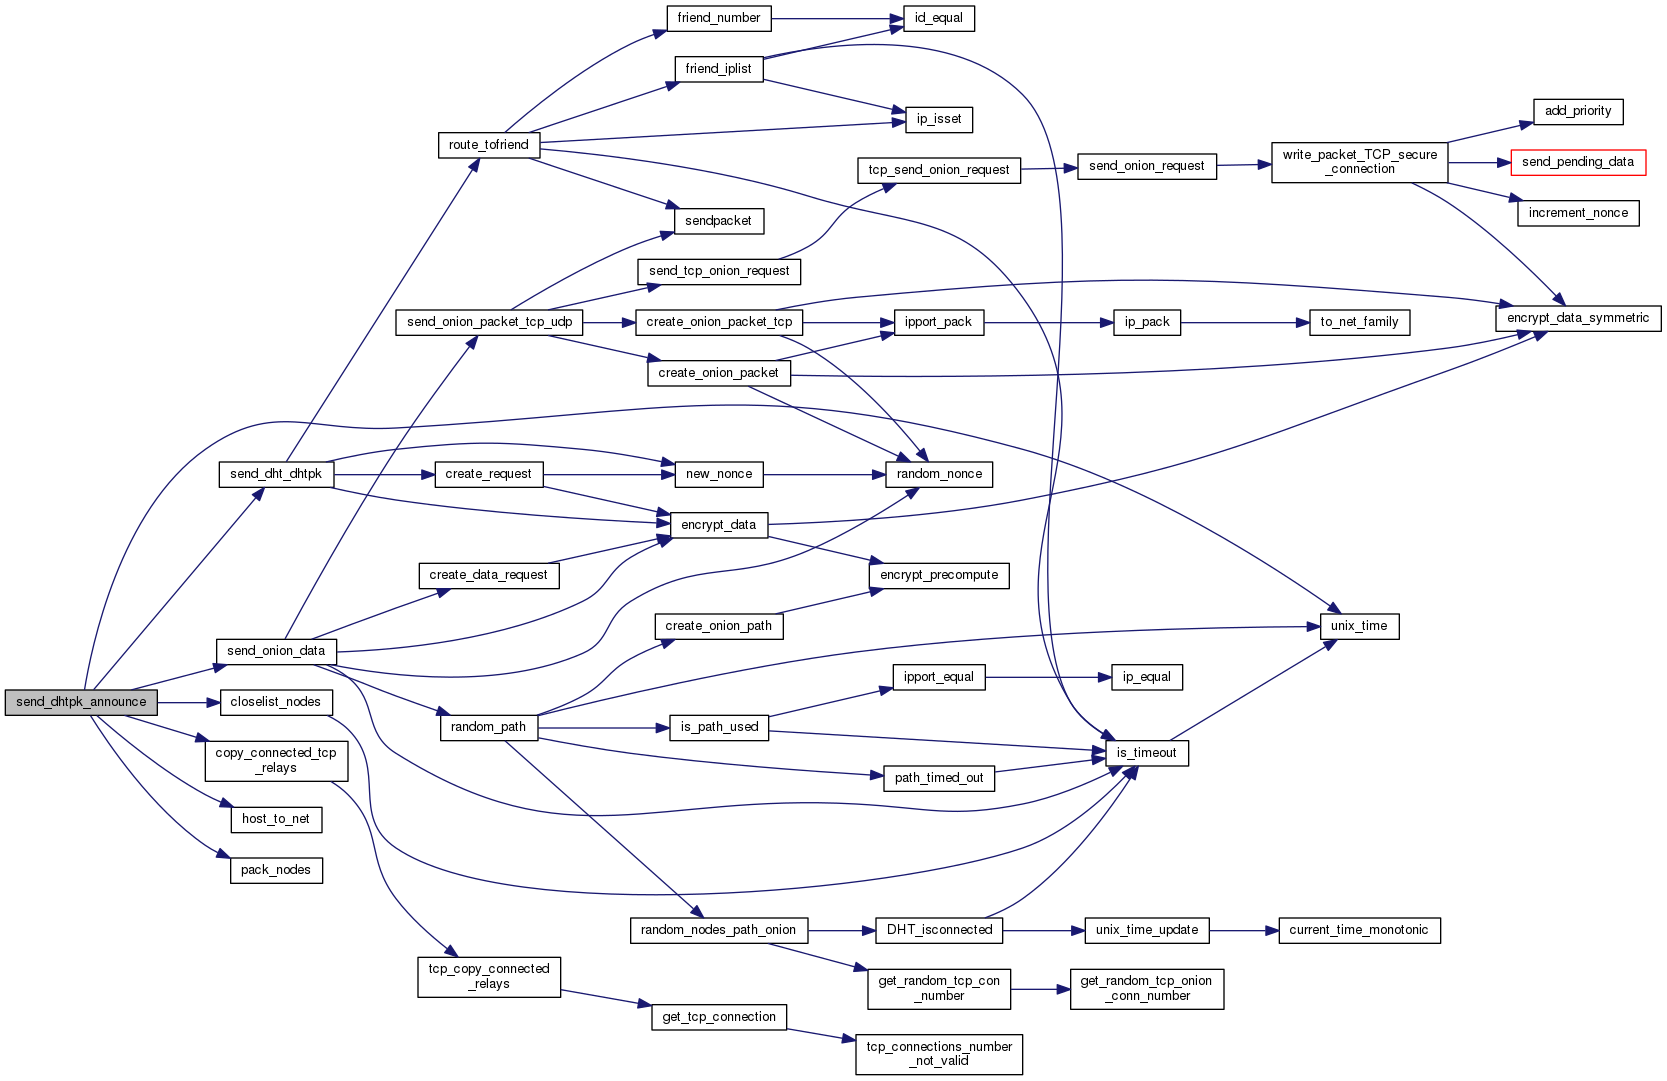 friend_number
id_equal
friend_iplist
add_priority
ip_isset
route_tofriend
write_packet_TCP_secure
_connection
send_pending_data
tcp_send_onion_request
send_onion_request
increment_nonce
sendpacket
send_tcp_onion_request
send_onion_packet_tcp_udp
create_onion_packet_tcp
ipport_pack
ip_pack
to_net_family
encrypt_data_symmetric
create_onion_packet
send_dht_dhtpk
create_request
new_nonce
random_nonce
encrypt_data
create_data_request
encrypt_precompute
create_onion_path
unix_time
send_onion_data
ipport_equal
ip_equal
send_dhtpk_announce
closelist_nodes
random_path
is_path_used
copy_connected_tcp
_relays
is_timeout
path_timed_out
host_to_net
pack_nodes
random_nodes_path_onion
DHT_isconnected
unix_time_update
current_time_monotonic
tcp_copy_connected
_relays
get_random_tcp_con
_number
get_random_tcp_onion
_conn_number
get_tcp_connection
tcp_connections_number
_not_valid